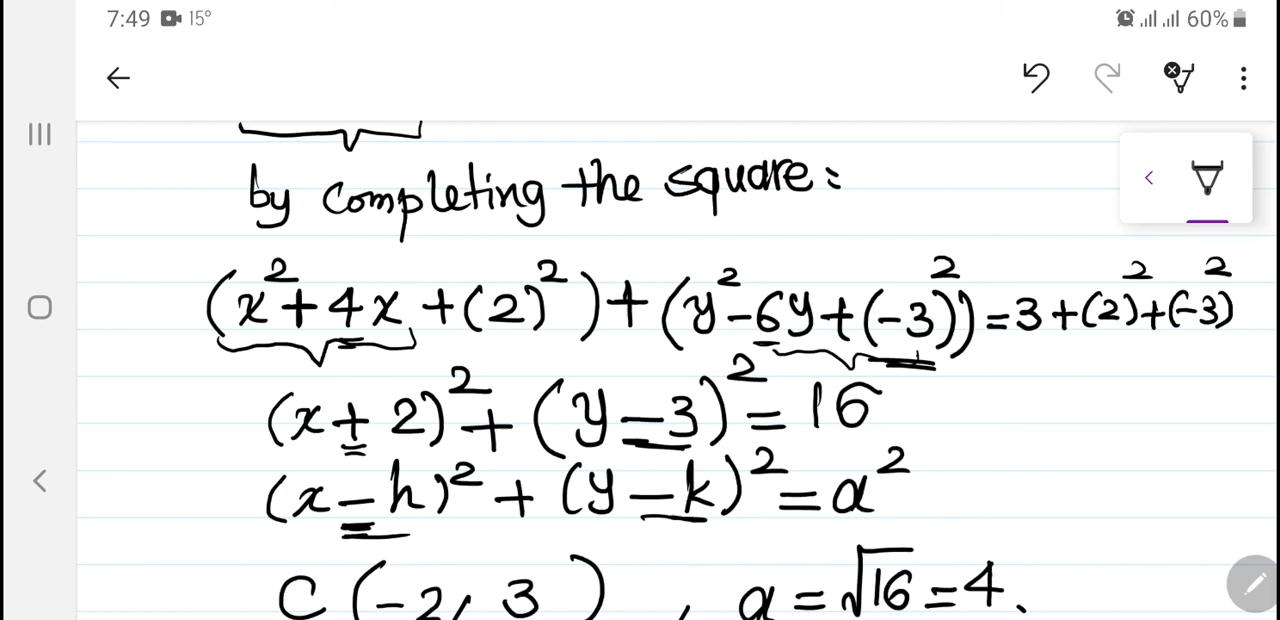 7:49 15° 60%
by completing the square:
(x²+4x+(2)²)+(y²-6y+(-3)²)=3+(2)²+(-3)²
(x+2)²+(y-3)²=16
(x-h)²+(y-k)²=a²
C(-2, 3), a=√16=4.